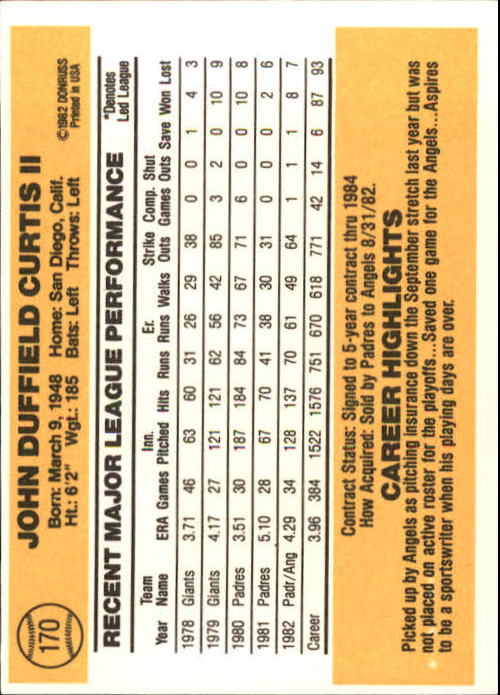 170
JOHN DUFFIELD CURTIS II
Born: March 9, 1948 Home: San Diego, Calif.
Ht.: 6'2" Wgt.: 185 Bats: Left Throws: Left
©1982 DONRUSS
Printed in USA
RECENT MAJOR LEAGUE PERFORMANCE
*Denotes
Led League
Team Inn. Er. Strike Comp. Shut
Year Name ERA Games Pitched Hits Runs Runs Walks Outs Games Outs Save Won Lost
1978 Giants 3.71 46 63 60 31 26 29 38 0 0 1 4 3
1979 Giants 4.17 27 121 121 62 56 42 85 3 2 0 10 9
1980 Padres 3.51 30 187 184 84 73 67 71 6 0 0 10 8
1981 Padres 5.10 28 67 70 41 38 30 31 0 0 0 2 6
1982 Padr/Ang 4.29 34 128 137 70 61 49 64 1 1 1 8 7
Career 3.96 384 1522 1576 751 670 618 771 42 14 6 87 93
Contract Status: Signed to 5-year contract thru 1984
How Acquired: Sold by Padres to Angels 8/31/82.
CAREER HIGHLIGHTS
Picked up by Angels as pitching insurance down the September stretch last year but was
not placed on active roster for the playoffs...Saved one game for the Angels...Aspires
to be a sportswriter when his playing days are over.